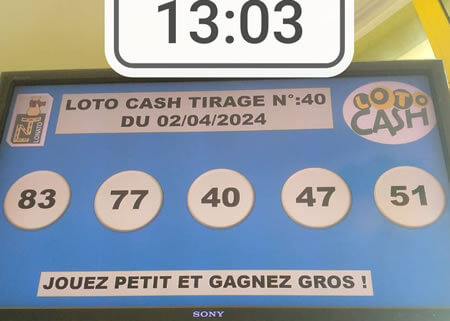 13:03
LOTO CASH TIRAGE N°:40
DU 02/04/2024
LONATO
LOTO
CASH
83 77 40 47 51
JOUEZ PETIT ET GAGNEZ GROS !
SONY